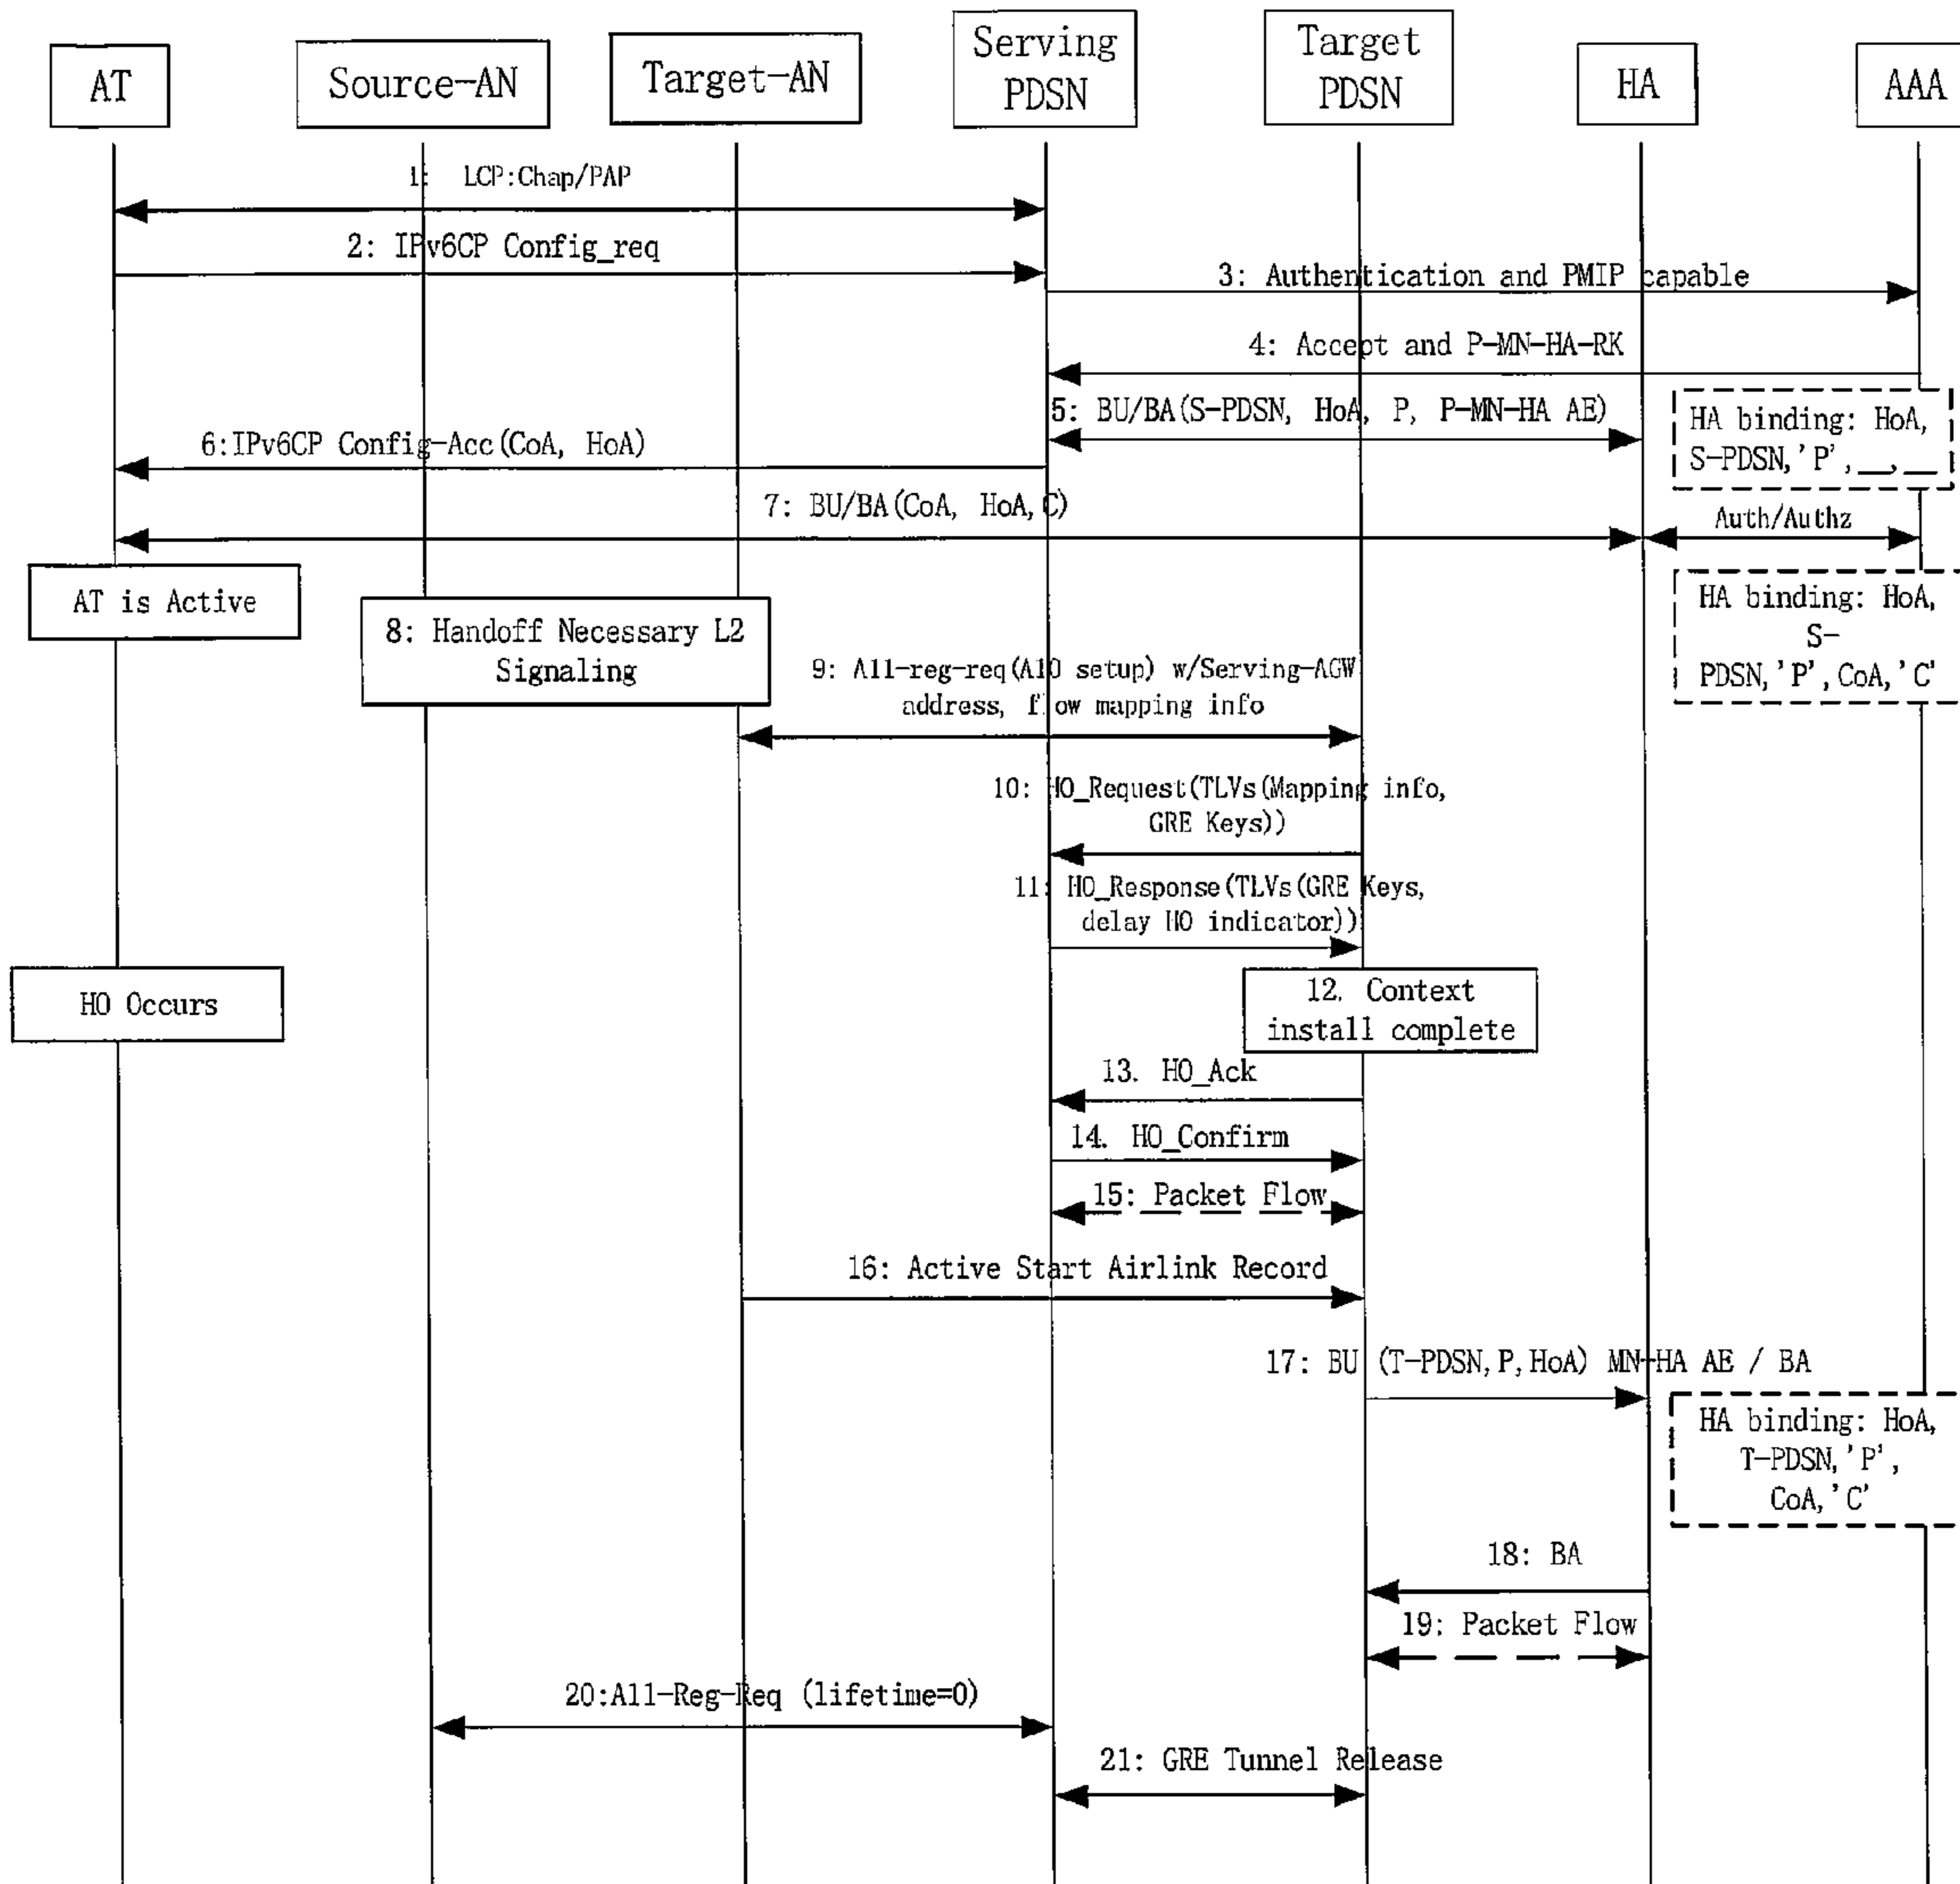 AT
Source-AN
Target-AN
Serving
PDSN
Target
PDSN
HA
AAA
1: LCP:Chap/PAP
2: IPv6CP Config_req
3: Authentication and PMIP capable
4: Accept and P-MN-HA-RK
5: BU/BA(S-PDSN, HoA, P, P-MN-HA AE)
HA binding: HoA,
S-PDSN,'P',__,__
6:IPv6CP Config-Acc(CoA, HoA)
7: BU/BA(CoA, HoA,C)
Auth/Authz
AT is Active
HA binding: HoA,
S-
PDSN,'P',CoA,'C'
8: Handoff Necessary L2
Signaling
9: A11-reg-req(A10 setup) w/Serving-AGW
address, flow mapping info
10: HO_Request(TLVs(Mapping info,
GRE Keys))
11: HO_Response(TLVs(GRE Keys,
delay HO indicator))
HO Occurs
12. Context
install complete
13. HO_Ack
14. HO_Confirm
15: Packet Flow
16: Active Start Airlink Record
17: BU (T-PDSN,P,HoA) MN-HA AE / BA
HA binding: HoA,
T-PDSN,'P',
CoA,'C'
18: BA
19: Packet Flow
20:A11-Reg-Req (lifetime=0)
21: GRE Tunnel Release